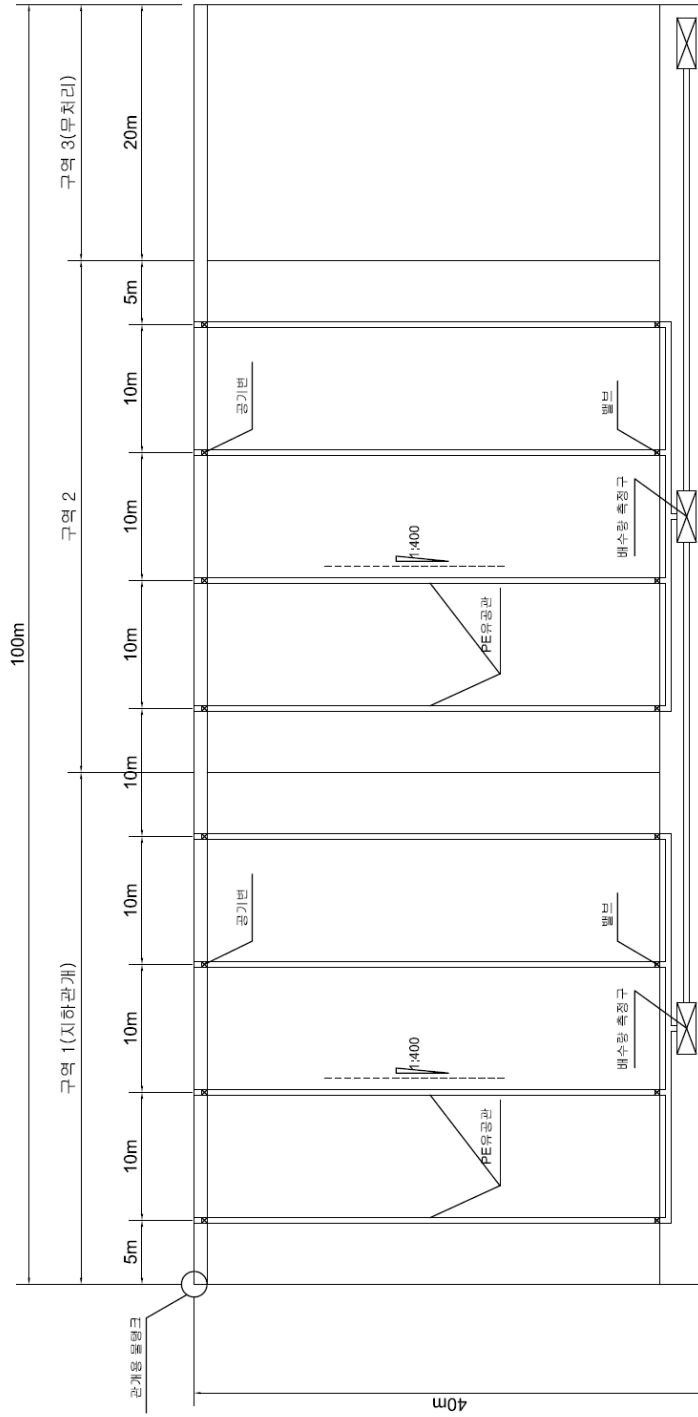 100m
구역 1(지하관개)
구역 2
구역 3(무처리)
5m
10m
10m
10m
10m
10m
10m
10m
5m
20m
관개용 물탱크
공기변
공기변
1:400
1:400
PE유공관
PE유공관
밸브
밸브
배수량 측정구
배수량 측정구
40m